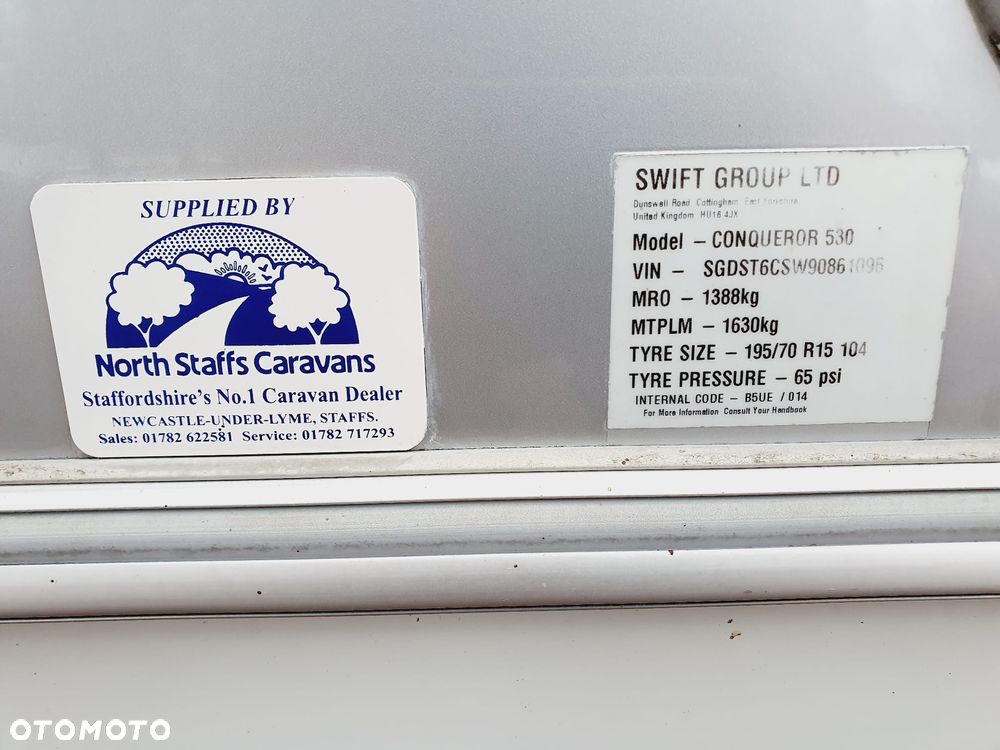 SUPPLIED BY
North Staffs Caravans
Staffordshire's No.1 Caravan Dealer
NEWCASTLE-UNDER-LYME, STAFFS.
Sales: 01782 622581 Service: 01782 717293
SWIFT GROUP LTD
Dunswell Road Cottingham East Yorkshire
United Kingdom HU16 4JX
Model – CONQUEROR 530
VIN – SGDST6CSW90861096
MRO – 1388kg
MTPLM – 1630kg
TYRE SIZE – 195/70 R15 104
TYRE PRESSURE – 65 psi
INTERNAL CODE – B5UE / 014
For More Information Consult Your Handbook
OTOMOTO